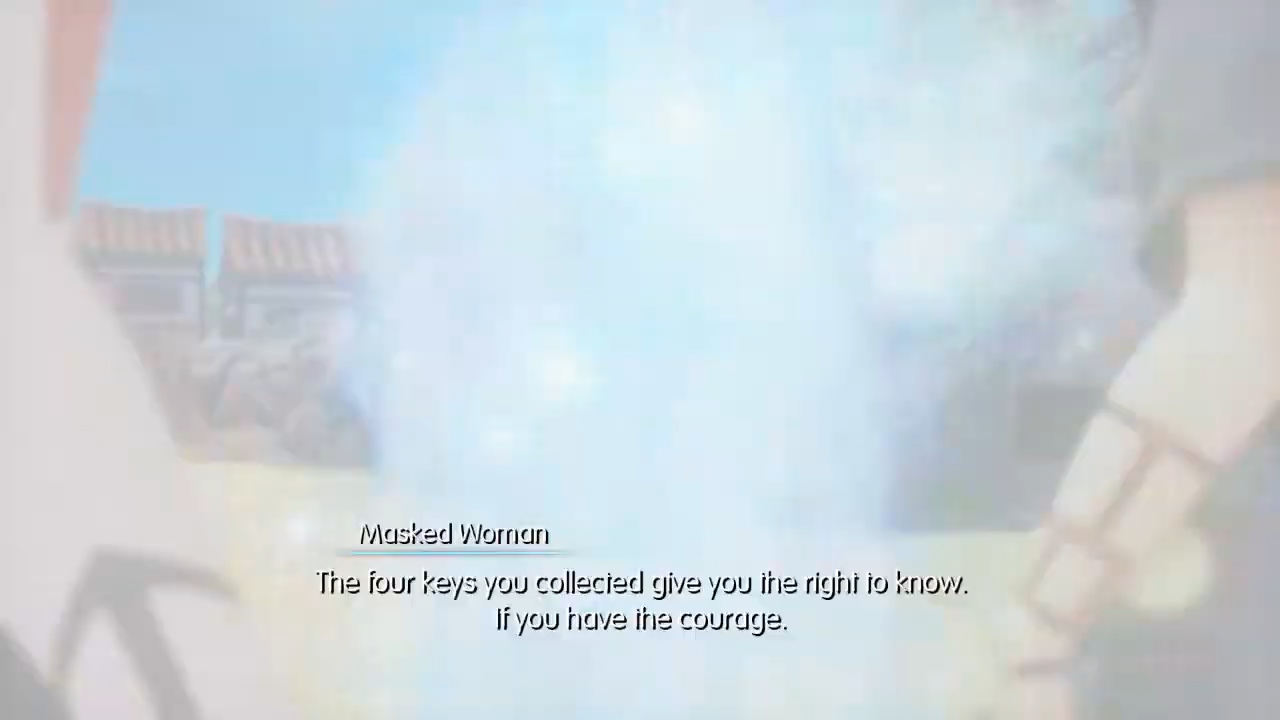 Masked Woman
The four keys you collected give you the right to know.
If you have the courage.